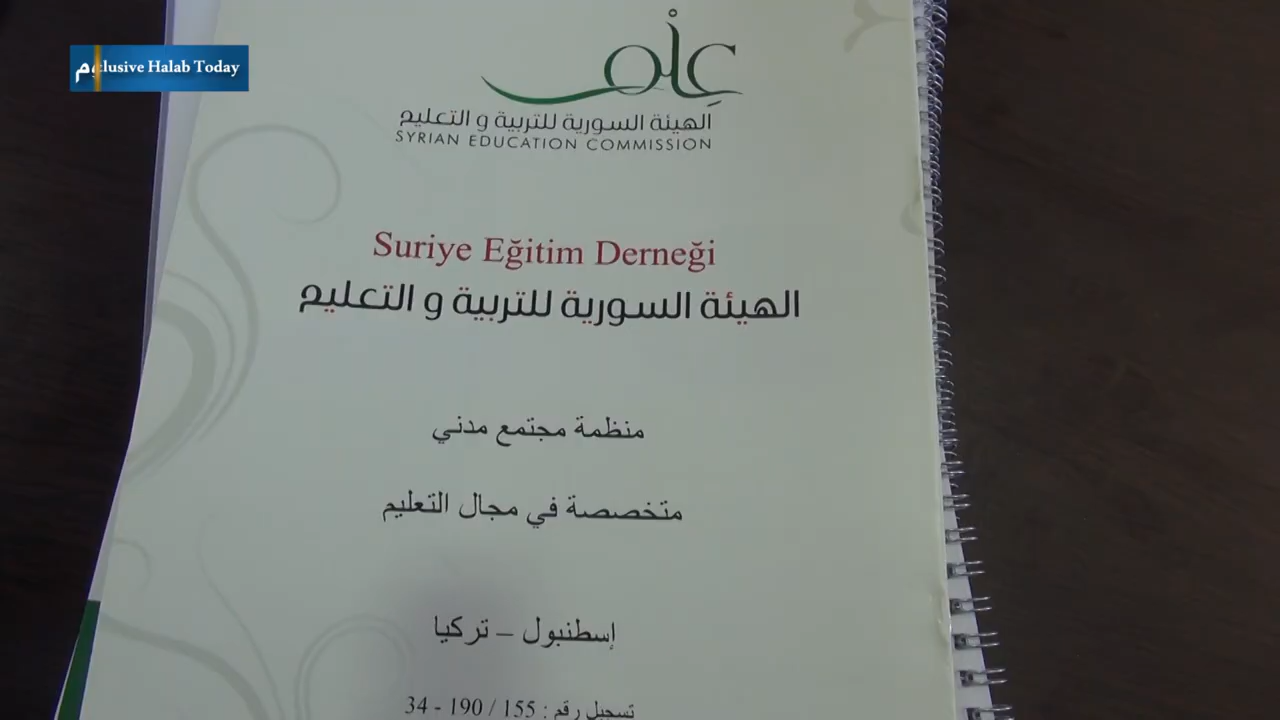 Exclusive Halab Today
علم
الهيئة السورية للتربية و التعليم
SYRIAN EDUCATION COMMISSION
Suriye Eğitim Derneği
الهيئة السورية للتربية و التعليم
منظمة مجتمع مدني
متخصصة في مجال التعليم
إسطنبول – تركيا
تسجيل رقم : 155 / 190 - 34